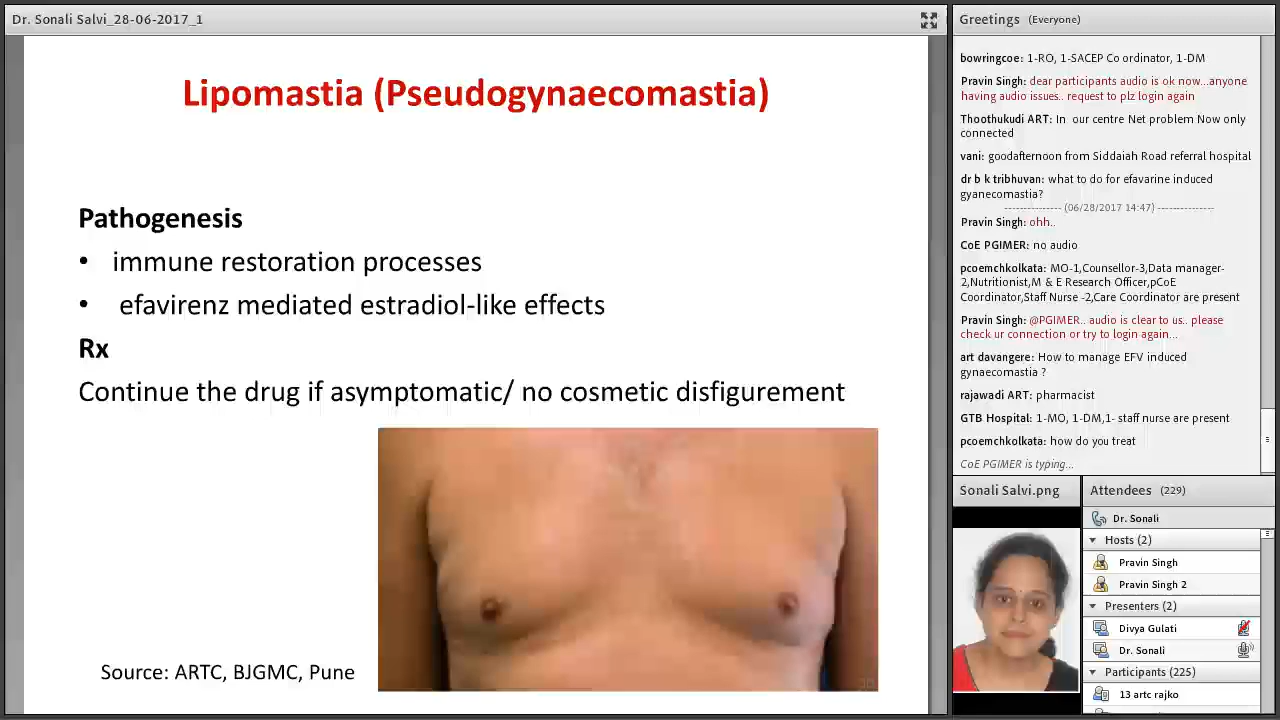 Dr. Sonali Salvi_28-06-2017_1
Lipomastia (Pseudogynaecomastia)
Pathogenesis
• immune restoration processes
• efavirenz mediated estradiol-like effects
Rx
Continue the drug if asymptomatic/ no cosmetic disfigurement
Source: ARTC, BJGMC, Pune
Greetings (Everyone)
bowringcoe: 1-RO, 1-SACEP Co ordinator, 1-DM
Pravin Singh: dear participants audio is ok now...anyone
having audio issues.. request to plz login again
Thoothukudi ART: In our centre Net problem Now only
connected
vani: goodafternoon from Siddaiah Road referral hospital
dr b k tribhuvan: what to do for efavarine induced
gyanecomastia?
--------------- (06/28/2017 14:47) ---------------
Pravin Singh: ohh..
CoE PGIMER: no audio
pcoemchkolkata: MO-1,Counsellor-3,Data manager-
2,Nutritionist,M & E Research Officer,pCoE
Coordinator,Staff Nurse -2,Care Coordinator are present
Pravin Singh: @PGIMER.. audio is clear to us.. please
check ur connection or try to login again...
art davangere: How to manage EFV induced
gynaecomastia ?
rajawadi ART: pharmacist
GTB Hospital: 1-MO, 1-DM,1- staff nurse are present
pcoemchkolkata: how do you treat
CoE PGIMER is typing...
Sonali Salvi.png
Attendees (229)
Dr. Sonali
Hosts (2)
Pravin Singh
Pravin Singh 2
Presenters (2)
Divya Gulati
Dr. Sonali
Participants (225)
13 artc rajko